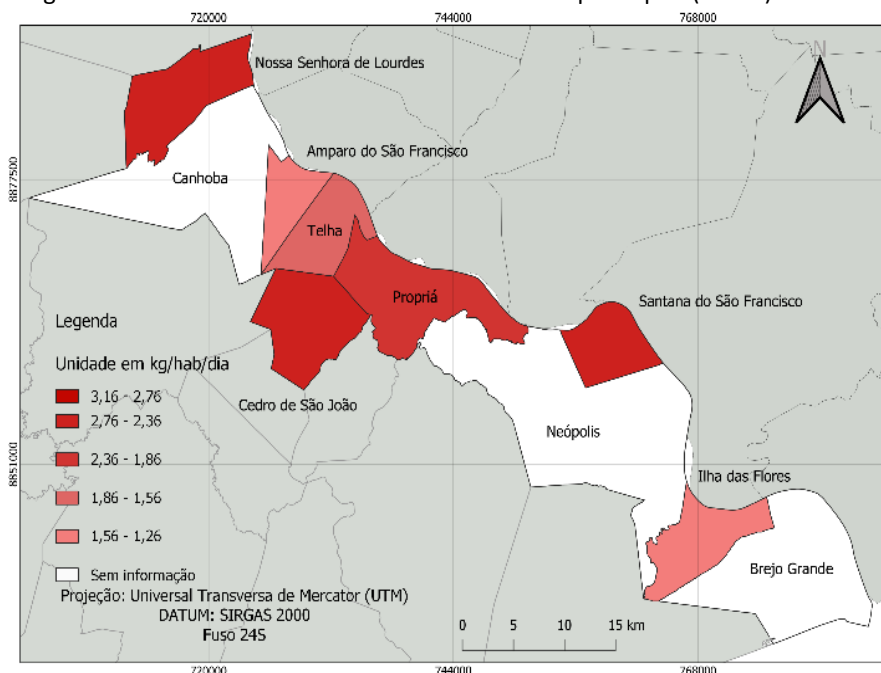 720000
744000
768000
N
Nossa Senhora de Lourdes
Amparo do São Francisco
8877500
Canhoba
Telha
Propriá
Santana do São Francisco
Legenda
Unidade em kg/hab/dia
3,16 - 2,76
2,76 - 2,36
2,36 - 1,86
1,86 - 1,56
1,56 - 1,26
Sem informação
Cedro de São João
Neópolis
8851000
Ilha das Flores
Brejo Grande
Projeção: Universal Transversa de Mercator (UTM)
DATUM: SIRGAS 2000
Fuso 24S
0 5 10 15 km
720000
744000
768000